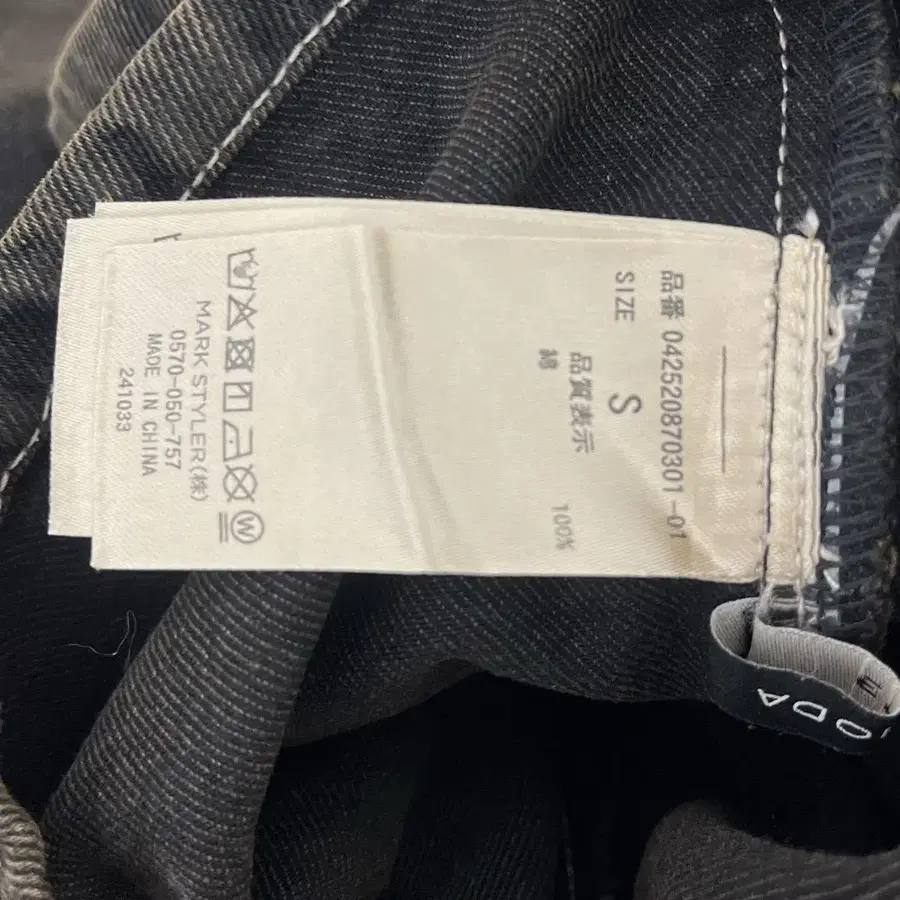 品番 042520870301 -01
SIZE S
品質表示
綿 100%
W
MARK STYLER(株)
0570-050-757
MADE IN CHINA
241033